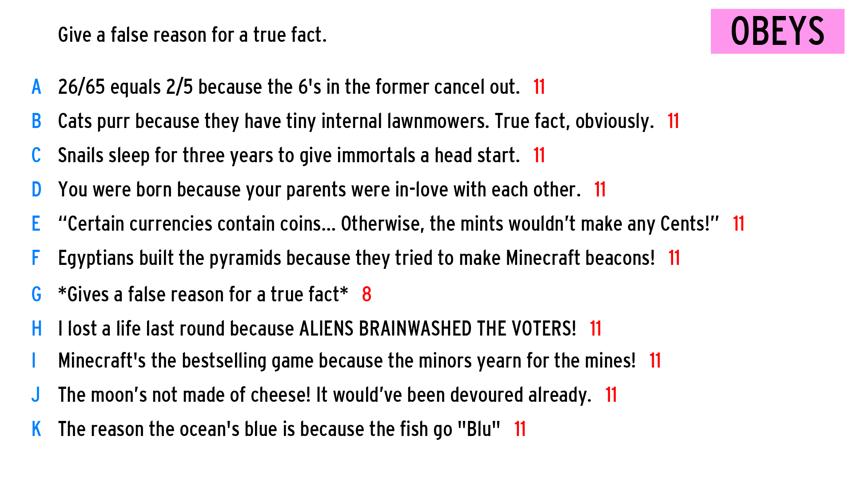 Give a false reason for a true fact.
OBEYS
A 26/65 equals 2/5 because the 6's in the former cancel out. 11
B Cats purr because they have tiny internal lawnmowers. True fact, obviously. 11
C Snails sleep for three years to give immortals a head start. 11
D You were born because your parents were in-love with each other. 11
E “Certain currencies contain coins... Otherwise, the mints wouldn’t make any Cents!” 11
F Egyptians built the pyramids because they tried to make Minecraft beacons! 11
G *Gives a false reason for a true fact* 8
H I lost a life last round because ALIENS BRAINWASHED THE VOTERS! 11
I Minecraft's the bestselling game because the minors yearn for the mines! 11
J The moon’s not made of cheese! It would’ve been devoured already. 11
K The reason the ocean's blue is because the fish go "Blu" 11